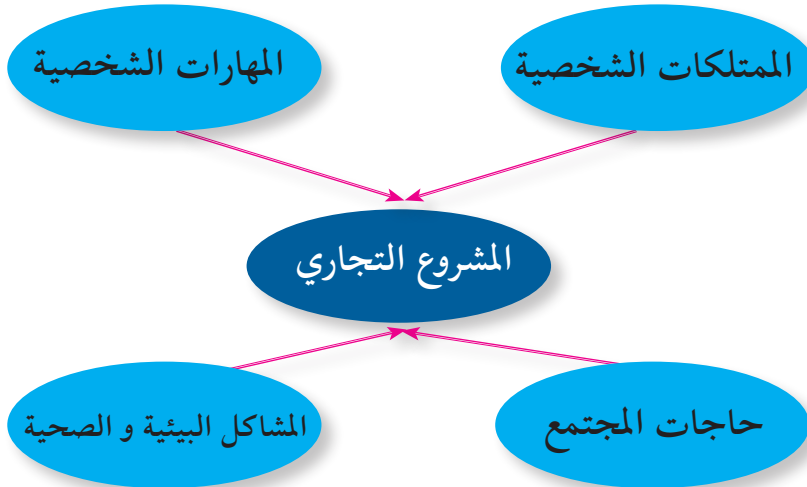 الممتلكات الشخصية
المهارات الشخصية
المشروع التجاري
حاجات المجتمع
المشاكل البيئية و الصحية